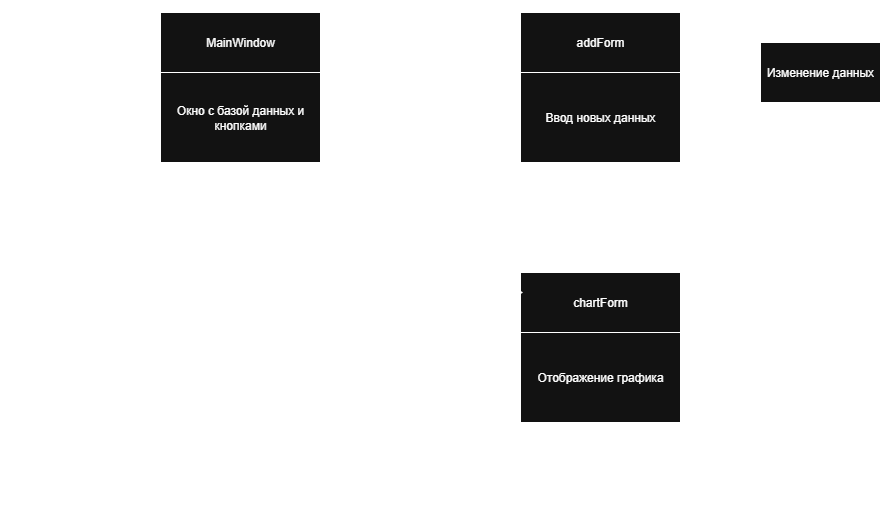 MainWindow
Окно с базой данных и
кнопками
addForm
Ввод новых данных
Изменение данных
chartForm
Отображение графика